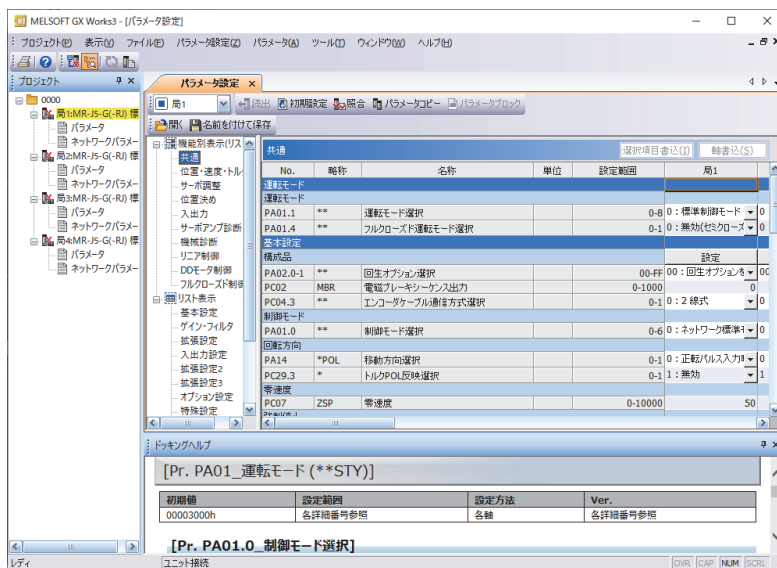 MELSOFT GX Works3 - [パラメータ設定]
プロジェクト(P) 表示(V) ファイル(F) パラメータ設定(Z) パラメータ(A) ツール(T) ウィンドウ(W) ヘルプ(H)
プロジェクト
0000
局1:MR-J5-G(-RJ) 標
パラメータ
ネットワークパラメー
局2:MR-J5-G(-RJ) 標
パラメータ
ネットワークパラメー
局3:MR-J5-G(-RJ) 標
パラメータ
ネットワークパラメー
局4:MR-J5-G(-RJ) 標
パラメータ
ネットワークパラメー
パラメータ設定
局1 読出 初期設定 照合 パラメータコピー パラメータブロック
開く 名前を付けて保存
機能別表示(リス
共通
位置・速度・トル
サーボ調整
位置決め
入出力
サーボアンプ診断
機械診断
リニア制御
DDモータ制御
フルクローズド制御
リスト表示
基本設定
ゲイン・フィルタ
拡張設定
入出力設定
拡張設定2
拡張設定3
オプション設定
特殊設定
共通 選択項目書込(I) 軸書込(S)
No. 略称 名称 単位 設定範囲 局1
運転モード
運転モード
PA01.1 ** 運転モード選択 0-8 0 : 標準制御モード 0
PA01.4 ** フルクローズド運転モード選択 0-1 0 : 無効(セミクローズ 0
基本設定
構成品 設定
PA02.0-1 ** 回生オプション選択 00-FF 00 : 回生オプションを 00
PC02 MBR 電磁ブレーキシーケンス出力 0-1000 0
PC04.3 ** エンコーダケーブル通信方式選択 0-1 0 : 2 線式 0
制御モード
PA01.0 ** 制御モード選択 0-6 0 : ネットワーク標準 0
回転方向
PA14 *POL 移動方向選択 0-1 0 : 正転パルス入力 0
PC29.3 * トルクPOL反映選択 0-1 1 : 無効 1
零速度
PC07 ZSP 零速度 0-10000 50
ドッキングヘルプ
[Pr. PA01_運転モード (**STY)]
初期値 設定範囲 設定方法 Ver.
00003000h 各詳細番号参照 各軸 各詳細番号参照
[Pr. PA01.0_制御モード選択]
レディ ユニット接続 OVR CAP NUM SCRL